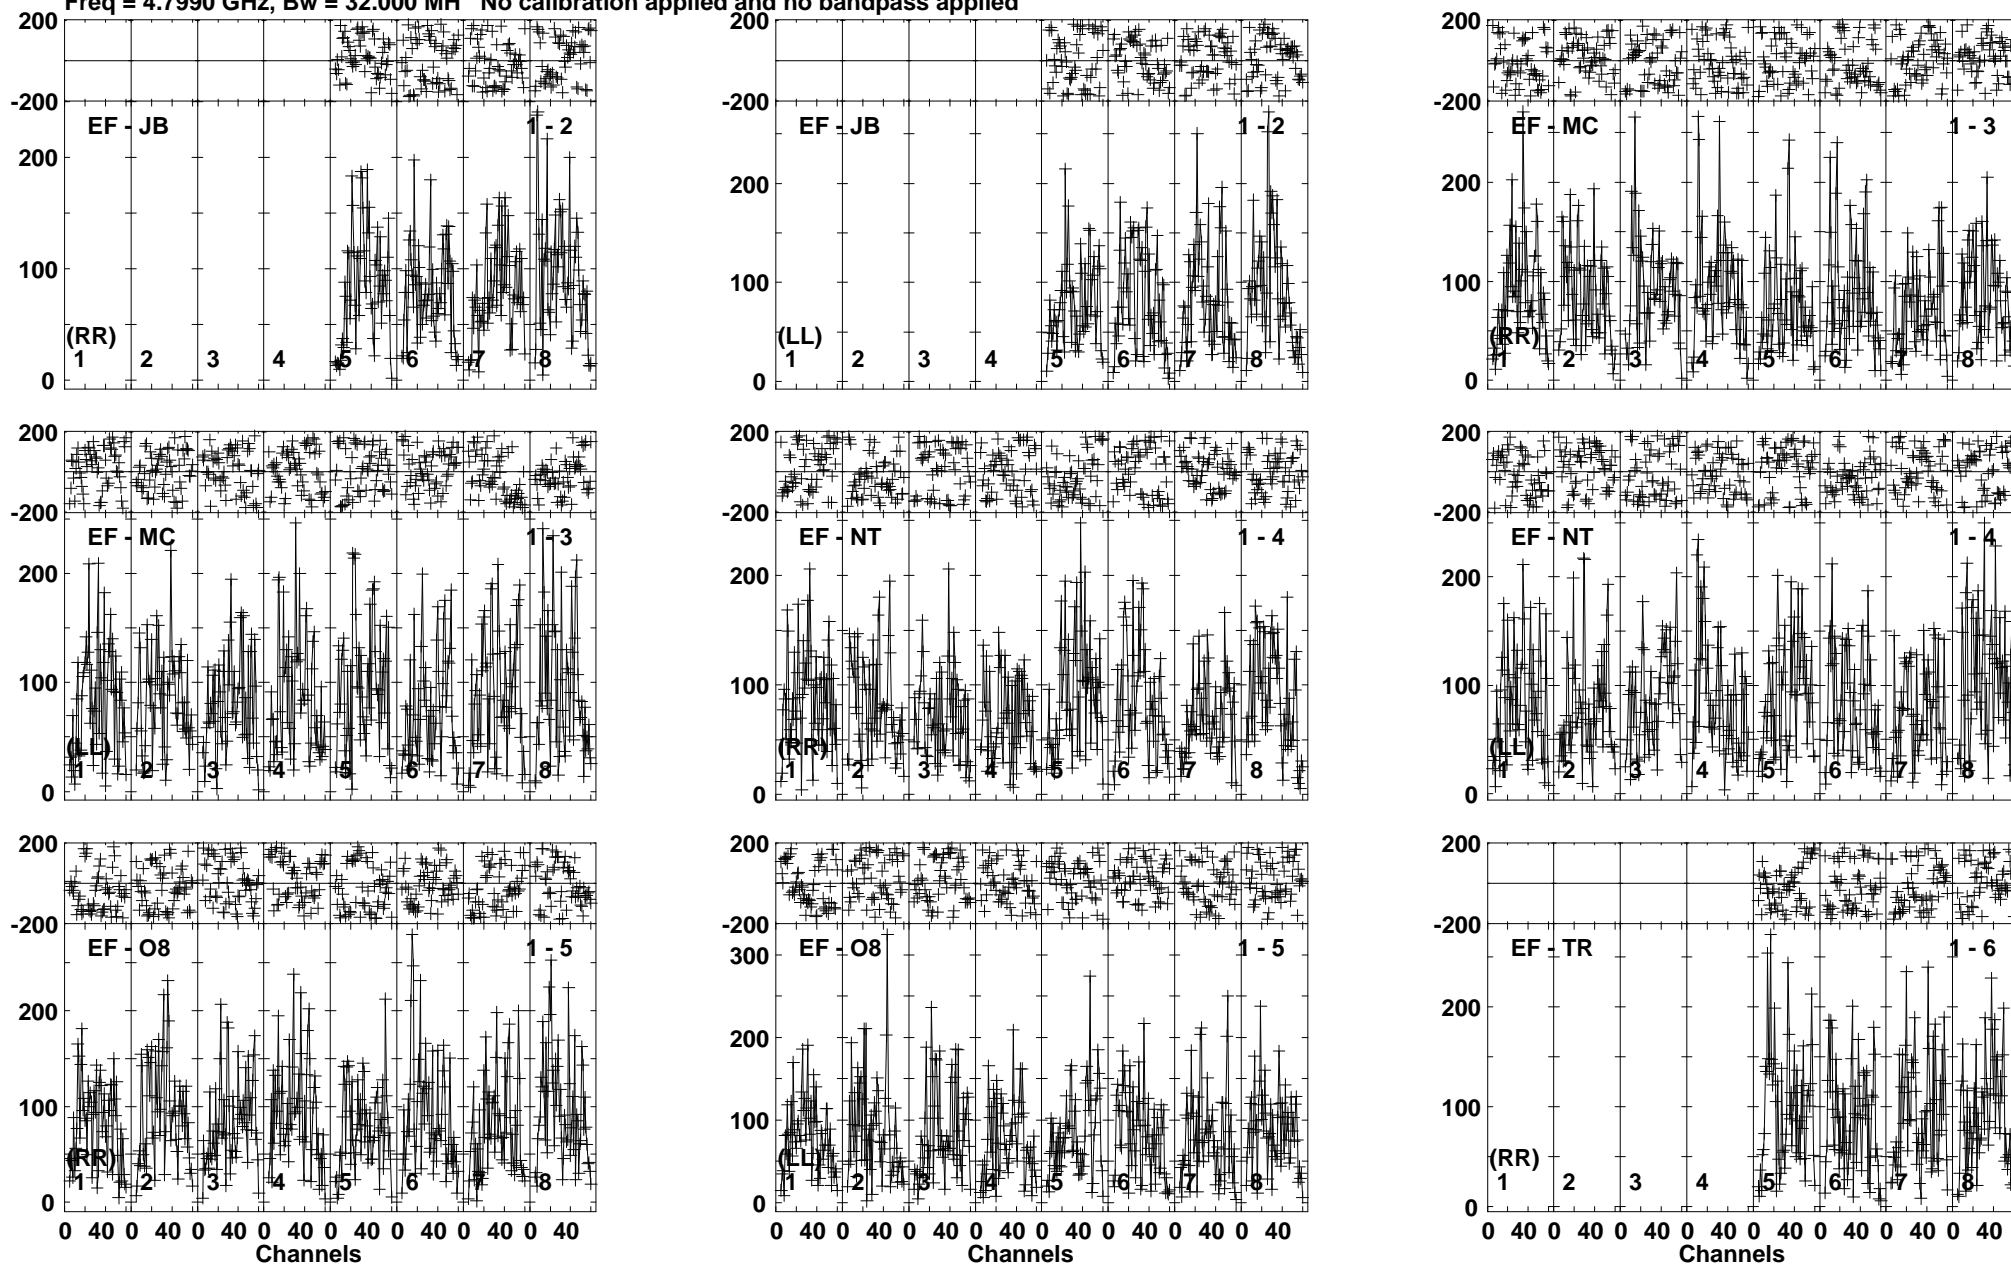 Freq = 4.7990 GHz, Bw = 32.000 MH No calibration applied and no bandpass applied
200 200 200
-200 -200 -200
EF - JB 1 - 2 EF - JB 1 - 2 EF - MC 1 - 3
200 200 200
100 100 100
(RR) (LL) (RR)
1 2 3 4 5 6 7 8 1 2 3 4 5 6 7 8 1 2 3 4 5 6 7 8
0 0 0
200 200 200
-200 -200 -200
EF - MC 1 - 3 EF - NT 1 - 4 EF - NT 1 - 4
200 200 200
100 100 100
(LL) (RR) (LL)
1 2 3 4 5 6 7 8 1 2 3 4 5 6 7 8 1 2 3 4 5 6 7 8
0 0 0
200 200 200
-200 -200 -200
EF - O8 1 - 5 EF - O8 1 - 5 EF - TR 1 - 6
300
200 200 200
100 100 100
(RR) (LL) (RR)
1 2 3 4 5 6 7 8 1 2 3 4 5 6 7 8 1 2 3 4 5 6 7 8
0 0 0
0 40 0 40 0 40 0 40 0 40 0 40 0 40 0 40 0 40 0 40 0 40 0 40 0 40 0 40 0 40 0 40 0 40 0 40 0 40 0 40 0 40 0 40 0 40 0 40
Channels Channels Channels